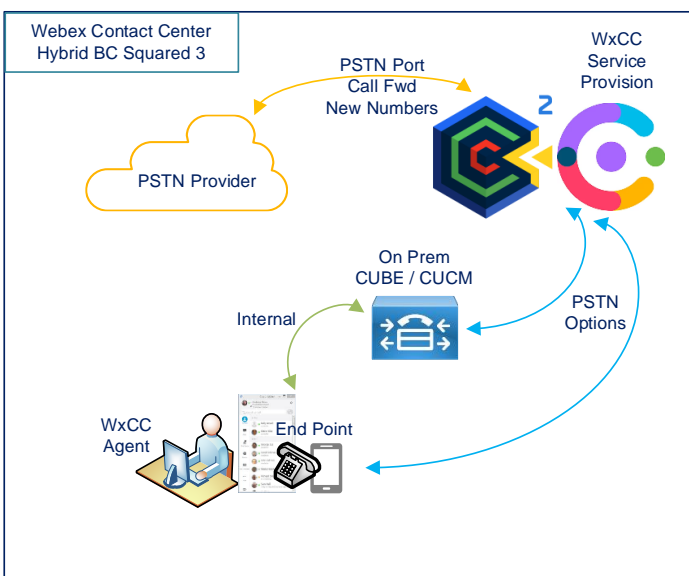 Webex Contact Center
Hybrid BC Squared 3
WxCC
Service
Provision
PSTN Port
Call Fwd
New Numbers
2
PSTN Provider
On Prem
CUBE / CUCM
Internal
PSTN
Options
WxCC
Agent
End Point